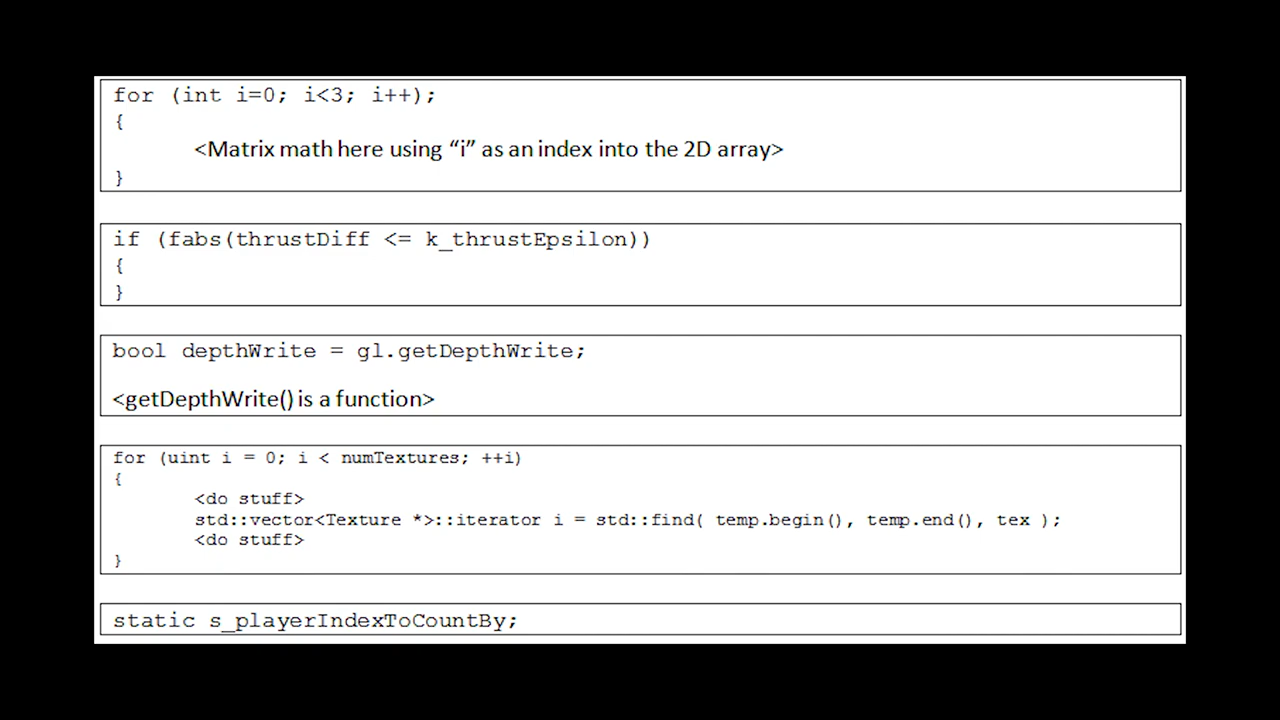 for (int i=0; i<3; i++);
{
<Matrix math here using “i” as an index into the 2D array>
}
if (fabs(thrustDiff <= k_thrustEpsilon))
{
}
bool depthWrite = gl.getDepthWrite;
<getDepthWrite() is a function>
for (uint i = 0; i < numTextures; ++i)
{
<do stuff>
std::vector<Texture *>::iterator i = std::find( temp.begin(), temp.end(), tex );
<do stuff>
}
static s_playerIndexToCountBy;